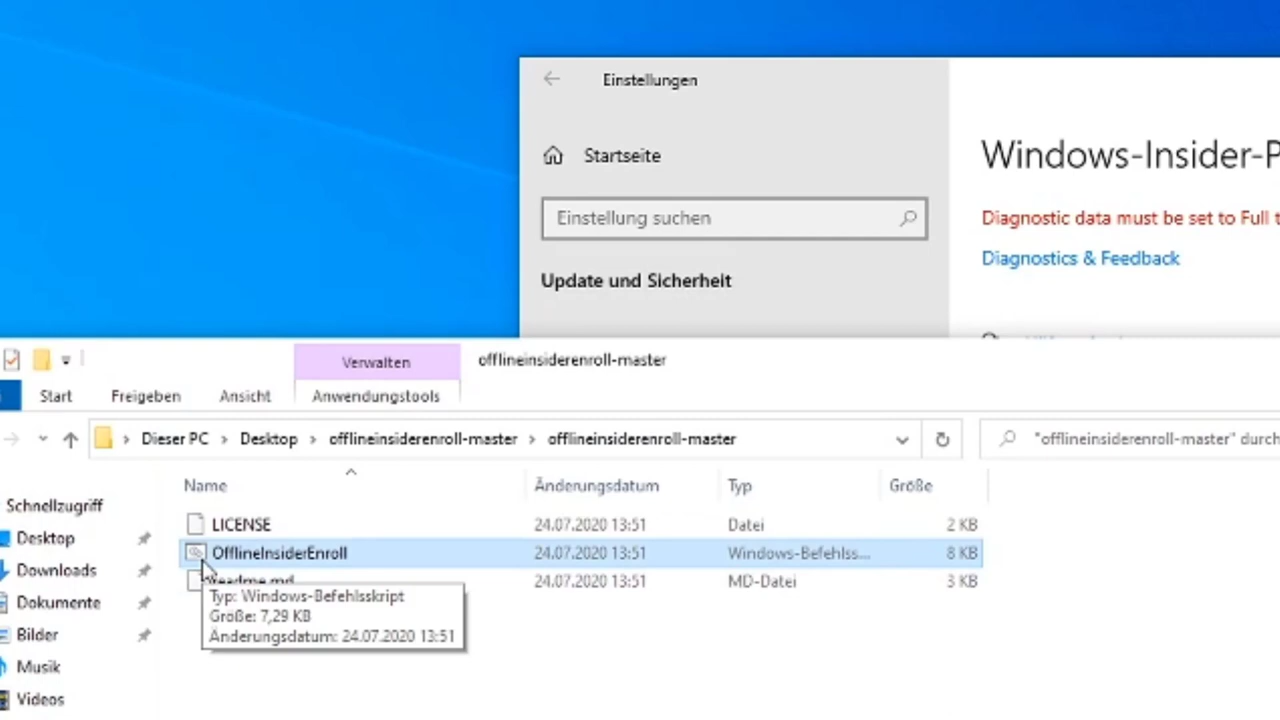 Einstellungen
Startseite
Einstellung suchen
Update und Sicherheit
Windows-Insider-P
Diagnostic data must be set to Full t
Diagnostics & Feedback
Verwalten
offlineinsiderenroll-master
Start
Freigeben
Ansicht
Anwendungstools
Dieser PC
Desktop
offlineinsiderenroll-master
offlineinsiderenroll-master
"offlineinsiderenroll-master" durch
Name
Änderungsdatum
Typ
Größe
Schnellzugriff
Desktop
Downloads
Dokumente
Bilder
Musik
Videos
LICENSE 24.07.2020 13:51 Datei 2 KB
OfflineInsiderEnroll 24.07.2020 13:51 Windows-Befehlss... 8 KB
readme.md 24.07.2020 13:51 MD-Datei 3 KB
Typ: Windows-Befehlsskript
Größe: 7,29 KB
Änderungsdatum: 24.07.2020 13:51